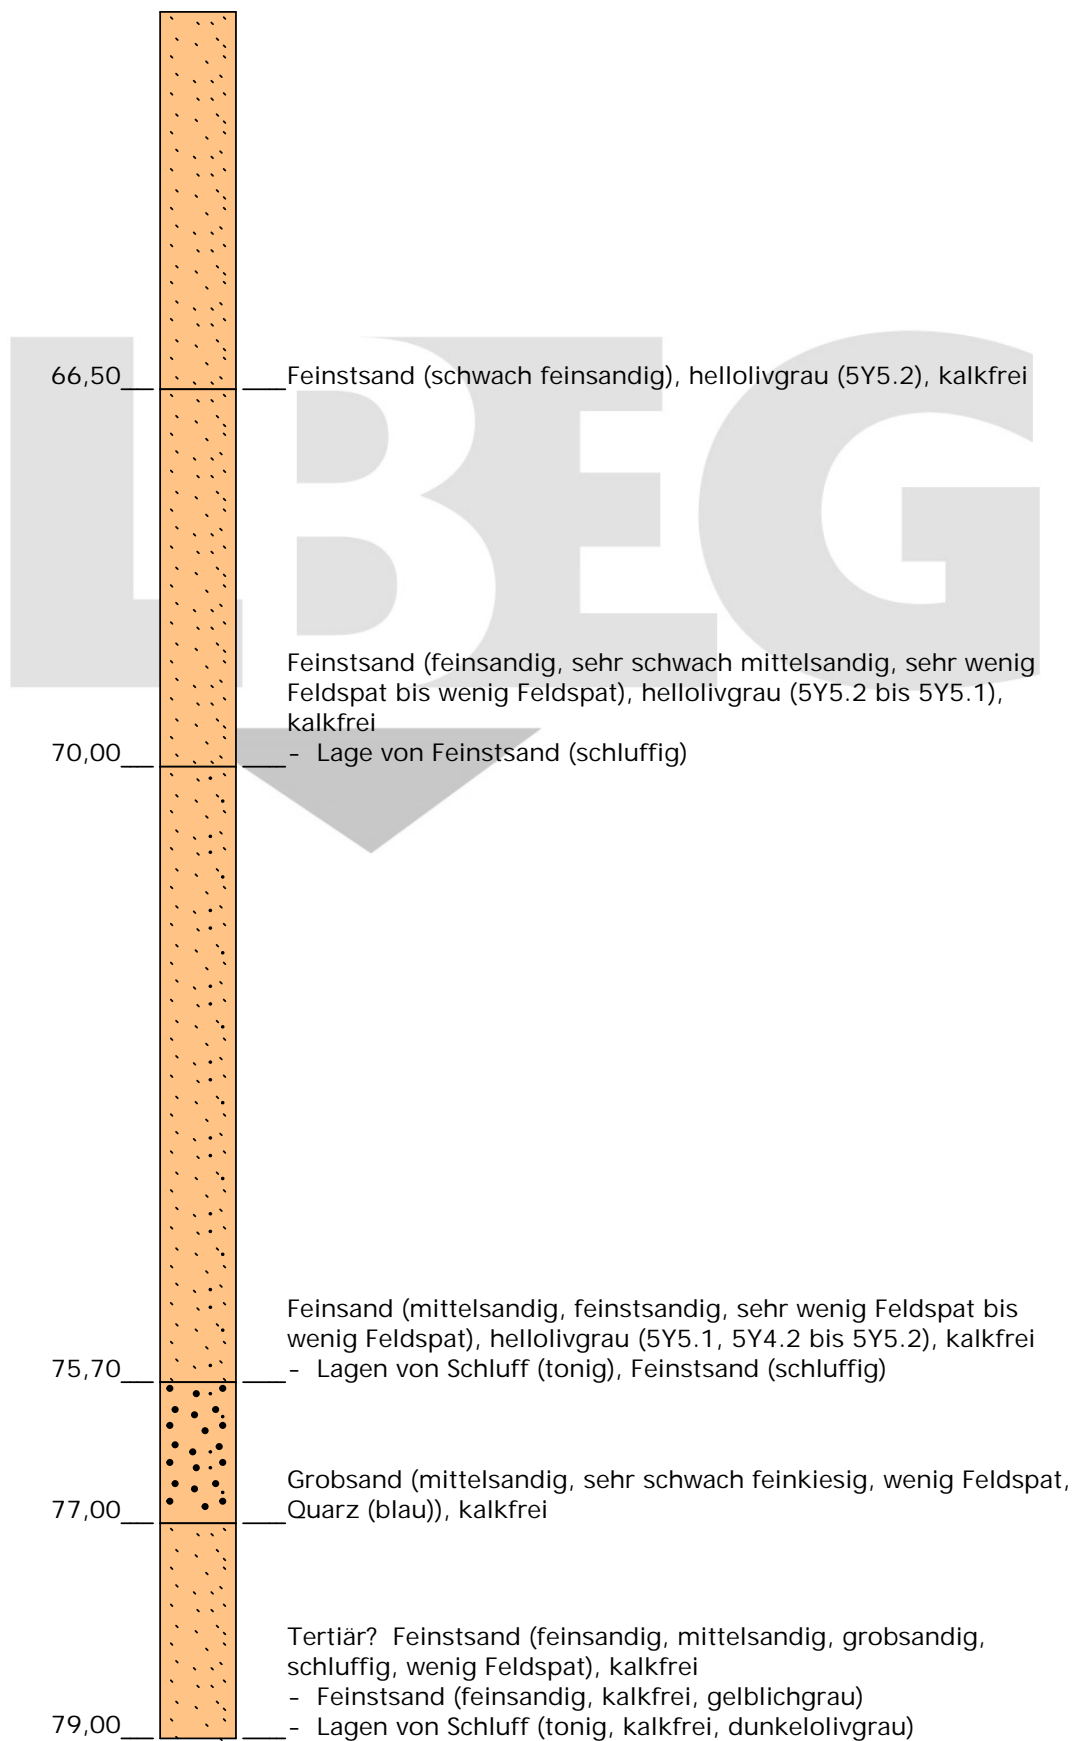 LBEG
66,50 Feinstsand (schwach feinsandig), hellolivgrau (5Y5.2), kalkfrei
Feinstsand (feinsandig, sehr schwach mittelsandig, sehr wenig
Feldspat bis wenig Feldspat), hellolivgrau (5Y5.2 bis 5Y5.1),
kalkfrei
70,00 - Lage von Feinstsand (schluffig)
Feinsand (mittelsandig, feinstsandig, sehr wenig Feldspat bis
wenig Feldspat), hellolivgrau (5Y5.1, 5Y4.2 bis 5Y5.2), kalkfrei
75,70 - Lagen von Schluff (tonig), Feinstsand (schluffig)
Grobsand (mittelsandig, sehr schwach feinkiesig, wenig Feldspat,
77,00 Quarz (blau)), kalkfrei
Tertiär? Feinstsand (feinsandig, mittelsandig, grobsandig,
schluffig, wenig Feldspat), kalkfrei
- Feinstsand (feinsandig, kalkfrei, gelblichgrau)
79,00 - Lagen von Schluff (tonig, kalkfrei, dunkelolivgrau)